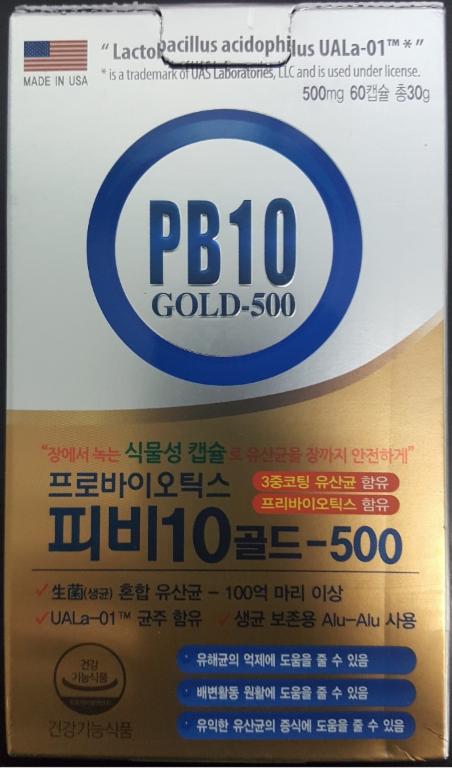 MADE IN USA
“ Lactobacillus acidophilus UALa-01™*”
* is a trademark of UAS Laboratories, LLC and is used under license.
500mg 60캡슐 총30g
PB10
GOLD-500
“장에서 녹는 식물성 캡슐로 유산균을 장까지 안전하게”
프로바이오틱스
3중코팅 유산균 함유
프리바이오틱스 함유
피비10골드-500
✓生菌(생균) 혼합 유산균 - 100억 마리 이상
✓UALa-01™ 균주 함유 ✓생균 보존용 Alu-Alu 사용
건강
기능식품
건강기능식품
• 유해균의 억제에 도움을 줄 수 있음
• 배변활동 원활에 도움을 줄 수 있음
• 유익한 유산균의 증식에 도움을 줄 수 있음